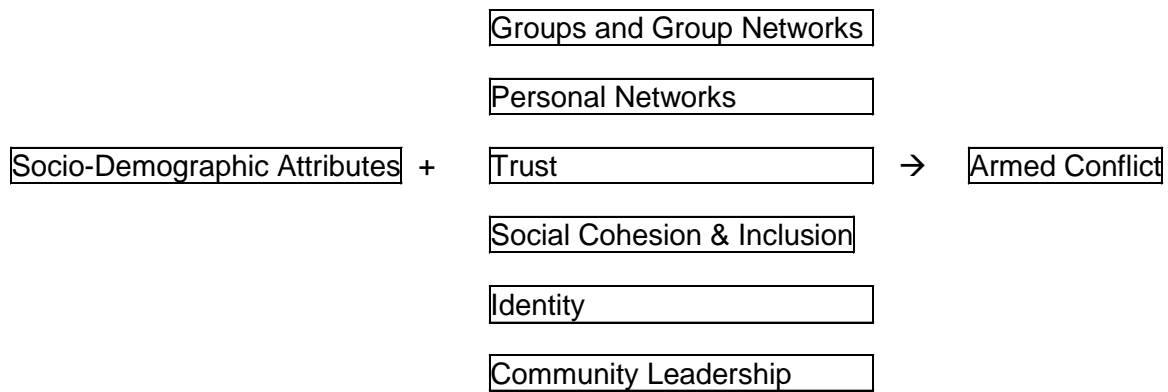 Groups and Group Networks
Personal Networks
Socio-Demographic Attributes + Trust → Armed Conflict
Social Cohesion & Inclusion
Identity
Community Leadership